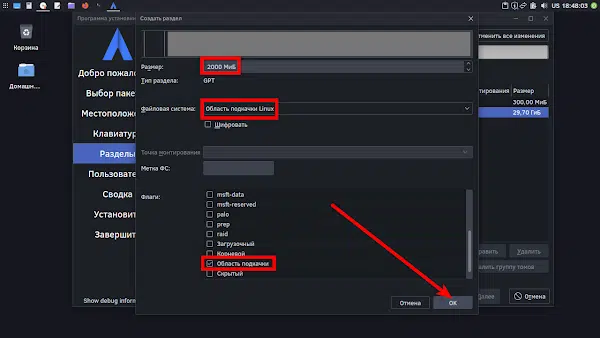 US 18:48:03
Корзина
Домашн...
Программа установки
Создать раздел
Отменить все изменения
Добро пожало
Выбор паке
Местоположе
Клавиатур
Разделы
Пользовате
Сводка
Установит
Завершит
Show debug inform
Размер:
2000 МиБ
Тип раздела:
GPT
Файловая система:
Область подкачки Linux
Шифровать
Точка монтирования:
Метка ФС:
Флаги:
msft-data
msft-reserved
palo
prep
raid
Загрузочный
Корневой
Область подкачки
Скрытый
Отмена
OK
нтирования
Размер
300,00 МиБ
29,70 ГиБ
Удалить
алить группу томов
Далее
Отмена